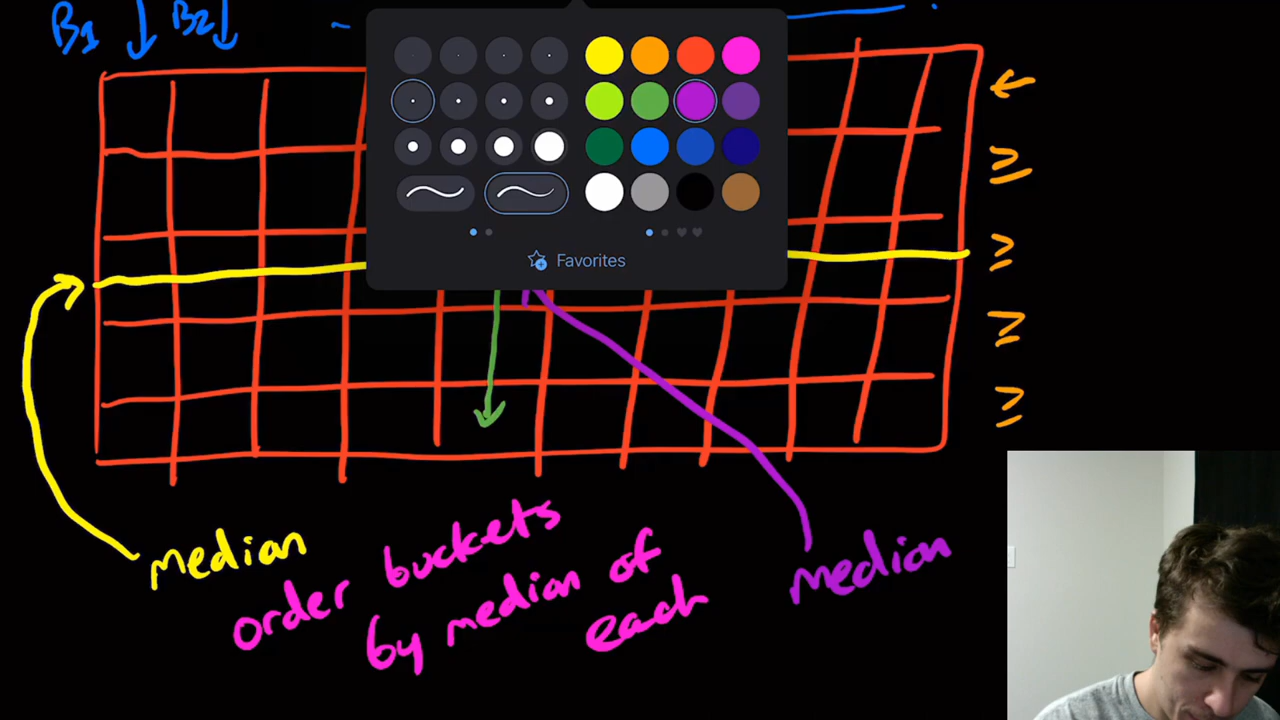 B1 ↓ B2 ↓
Favorites
≥
≥
≥
≥
median
order buckets
by median of
each
median